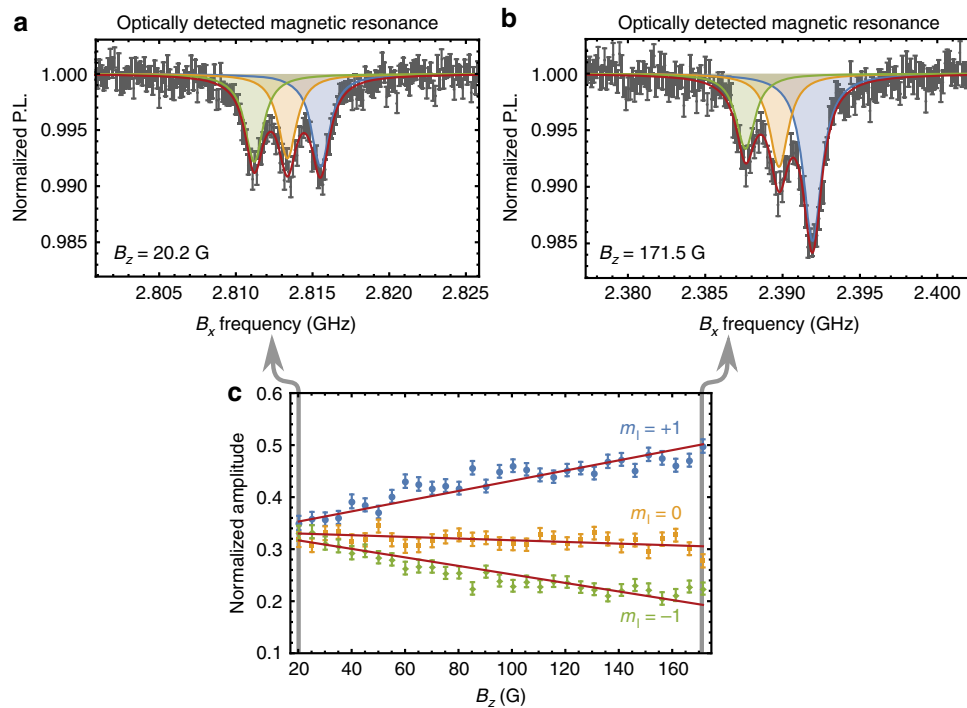 a
Optically detected magnetic resonance
Normalized P.L.
1.000
0.995
0.990
0.985
B_z = 20.2 G
2.805 2.810 2.815 2.820 2.825
B_x frequency (GHz)
b
Optically detected magnetic resonance
Normalized P.L.
1.000
0.995
0.990
0.985
B_z = 171.5 G
2.380 2.385 2.390 2.395 2.400
B_x frequency (GHz)
c
Normalized amplitude
0.6
0.5
0.4
0.3
0.2
0.1
m_I = +1
m_I = 0
m_I = −1
20 40 60 80 100 120 140 160
B_z (G)